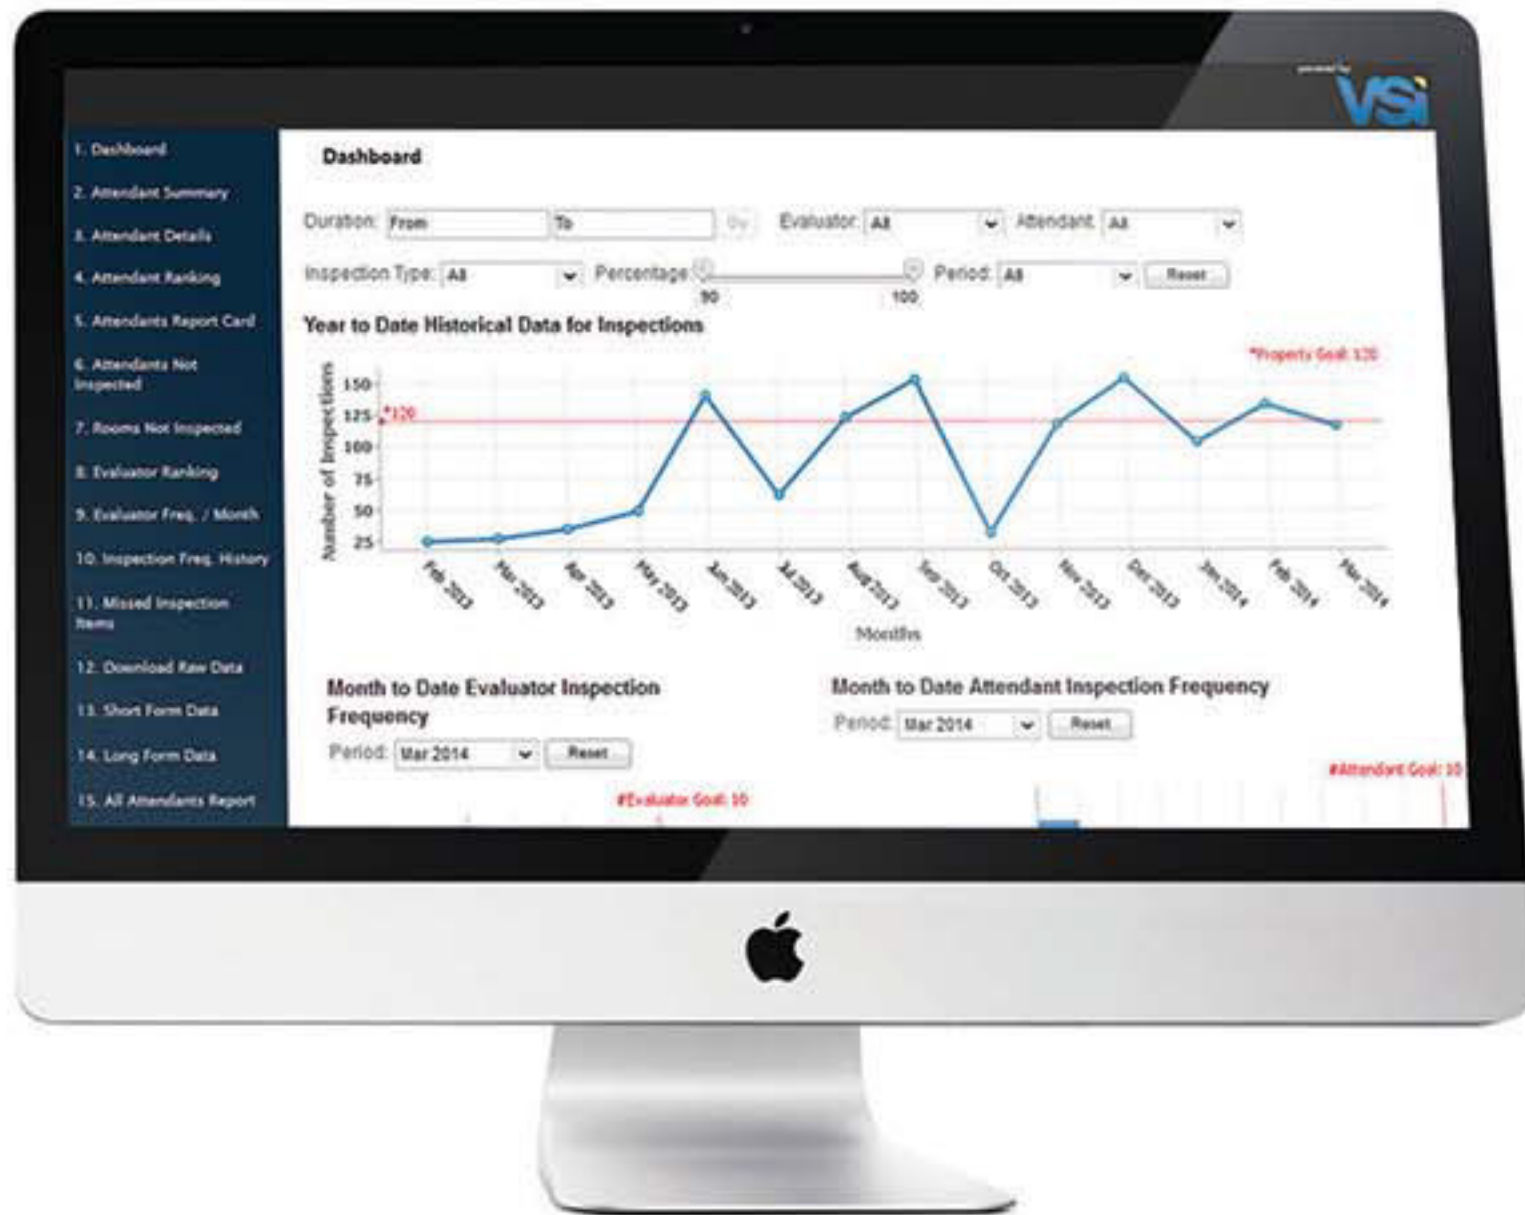 powered by
VSi
1. Dashboard
2. Attendant Summary
3. Attendant Details
4. Attendant Ranking
5. Attendants Report Card
6. Attendants Not
Inspected
7. Rooms Not Inspected
8. Evaluator Ranking
9. Evaluator Freq. / Month
10. Inspection Freq. History
11. Missed Inspection
Items
12. Download Raw Data
13. Short Form Data
14. Long Form Data
15. All Attendants Report
Dashboard
Duration: From To Evaluator: All Attendant: All
Inspection Type: All Percentage: 90 100 Period: All Reset
Year to Date Historical Data for Inspections
*Property Goal: 120
Number of Inspections
150
125
*120
100
75
50
25
Feb 2013 Mar 2013 Apr 2013 May 2013 Jun 2013 Jul 2013 Aug 2013 Sep 2013 Oct 2013 Nov 2013 Dec 2013 Jan 2014 Feb 2014 Mar 2014
Months
Month to Date Evaluator Inspection
Frequency
Period: Mar 2014 Reset
#Evaluator Goal: 10
Month to Date Attendant Inspection Frequency
Period: Mar 2014 Reset
#Attendant Goal: 10